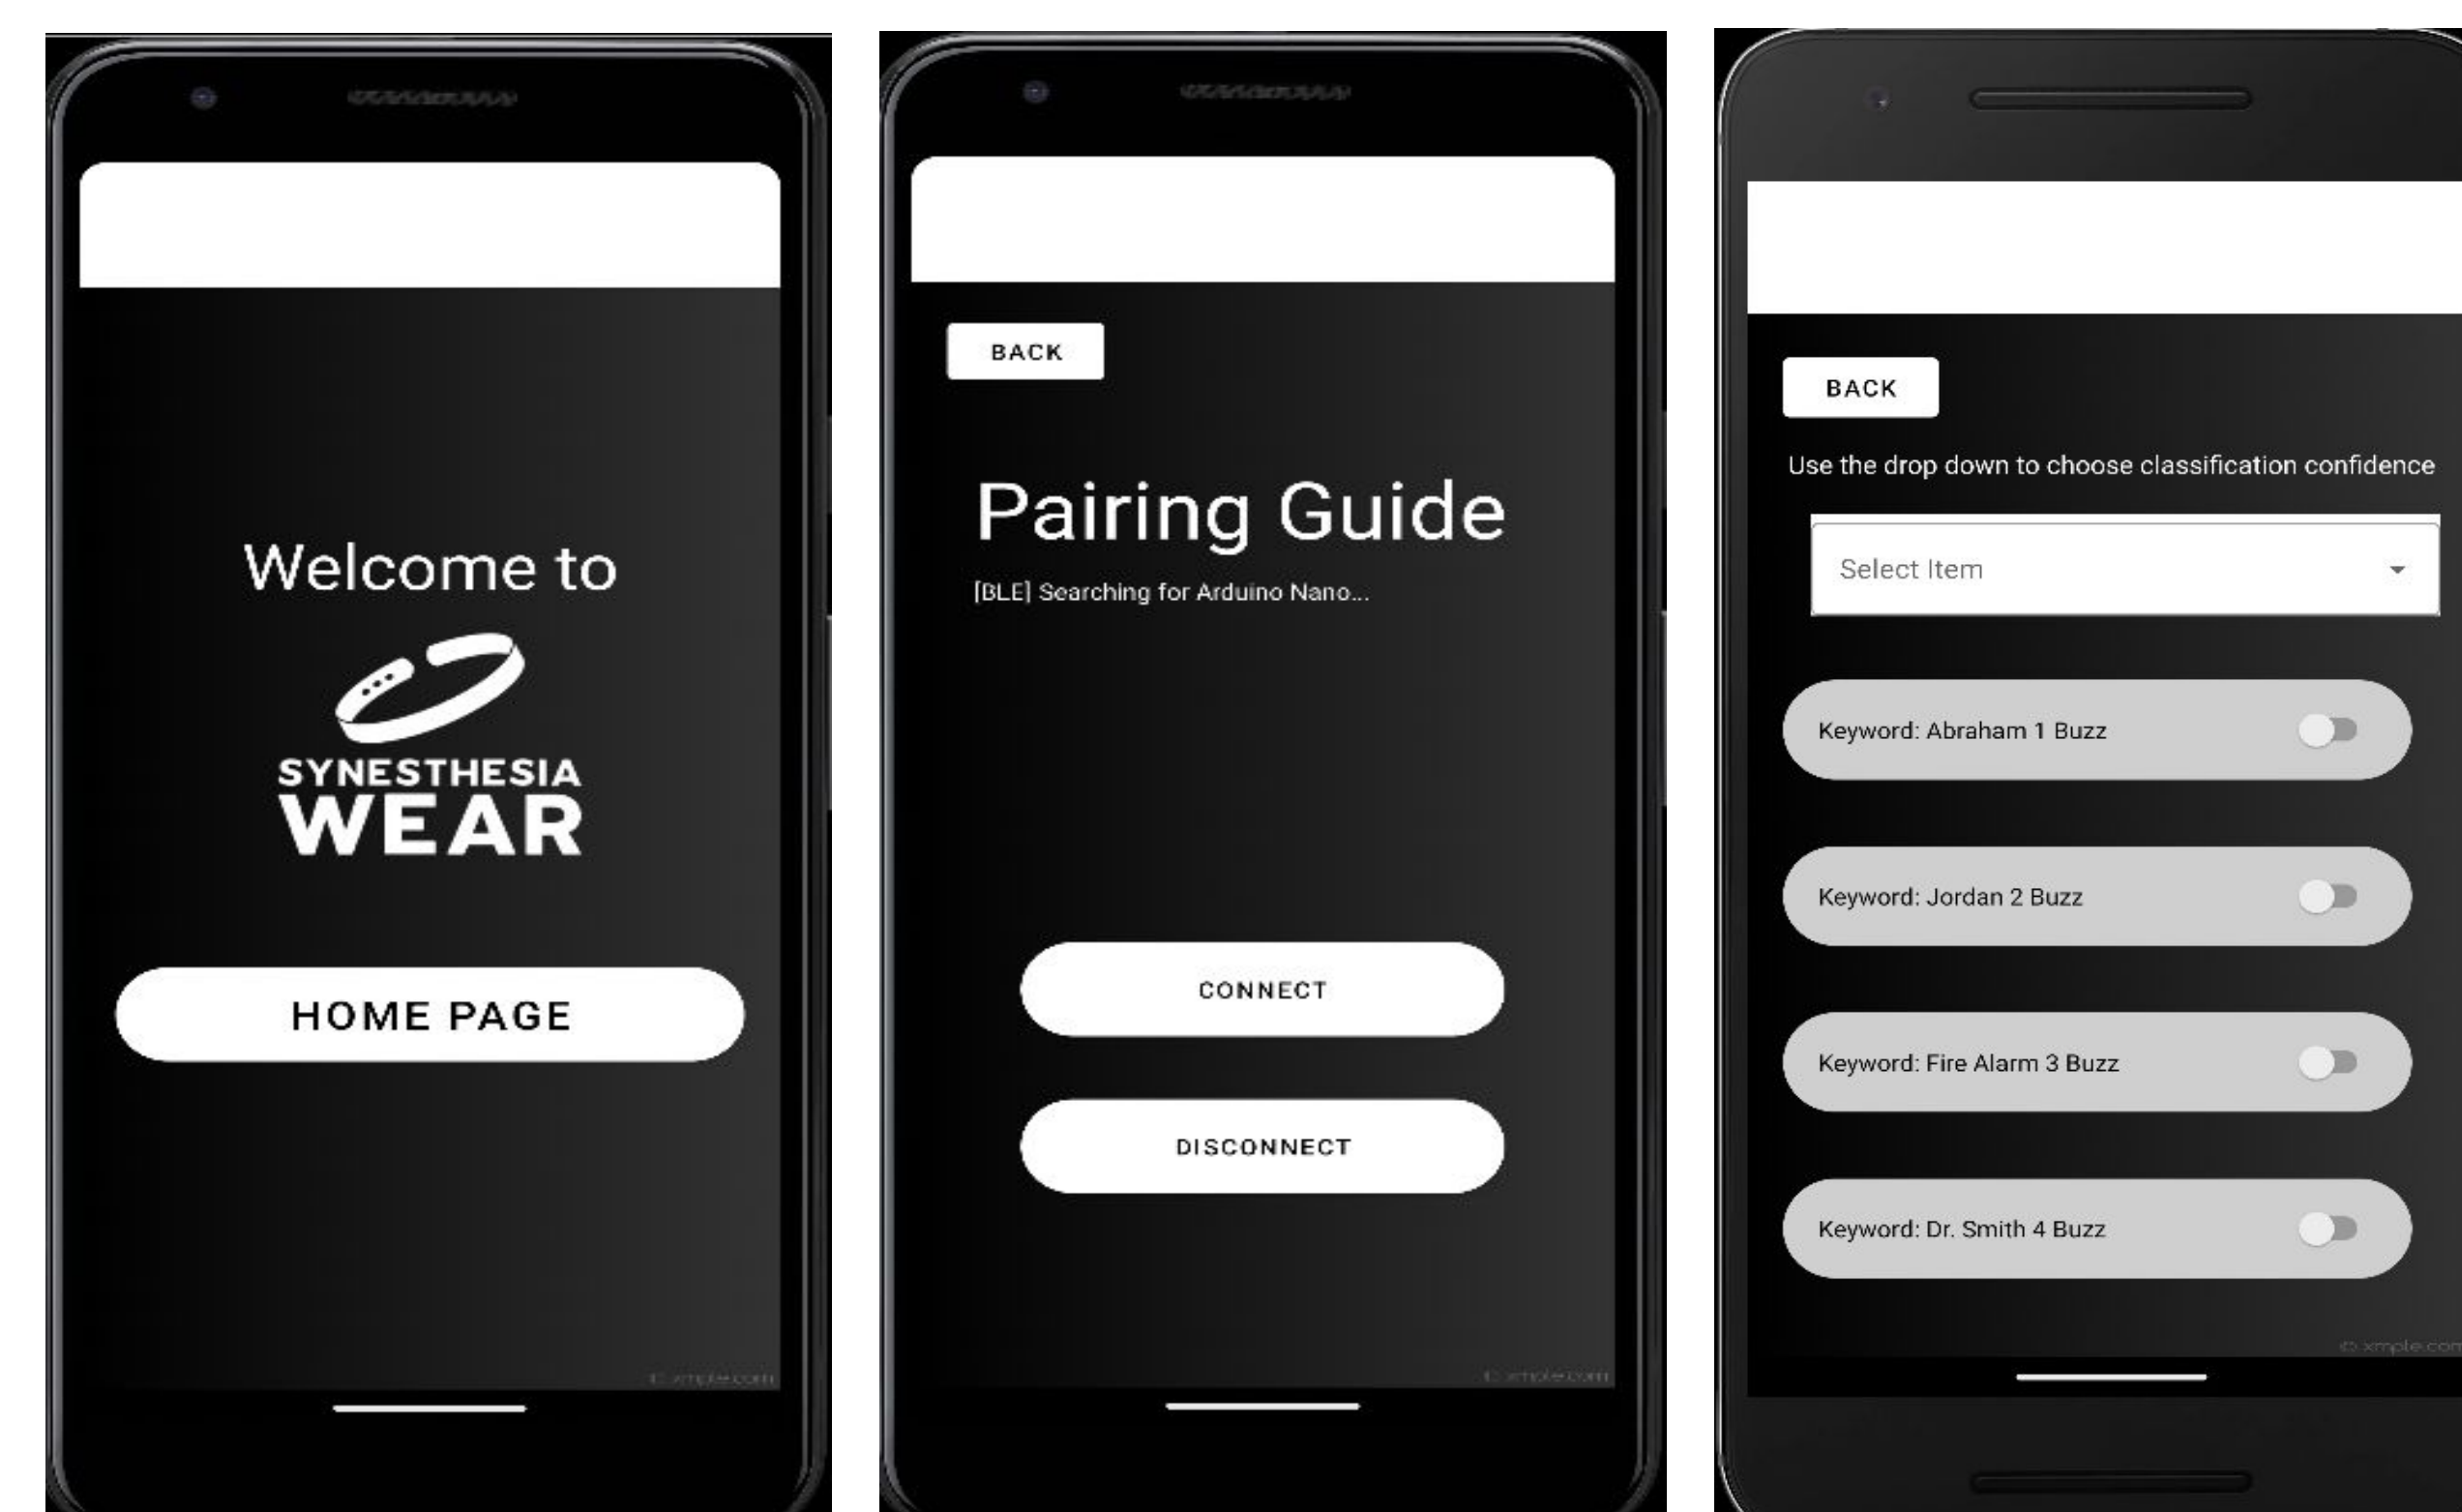 Welcome to
SYNESTHESIA
WEAR
HOME PAGE
BACK
Pairing Guide
[BLE] Searching for Arduino Nano...
CONNECT
DISCONNECT
BACK
Use the drop down to choose classification confidence
Select Item
Keyword: Abraham 1 Buzz
Keyword: Jordan 2 Buzz
Keyword: Fire Alarm 3 Buzz
Keyword: Dr. Smith 4 Buzz